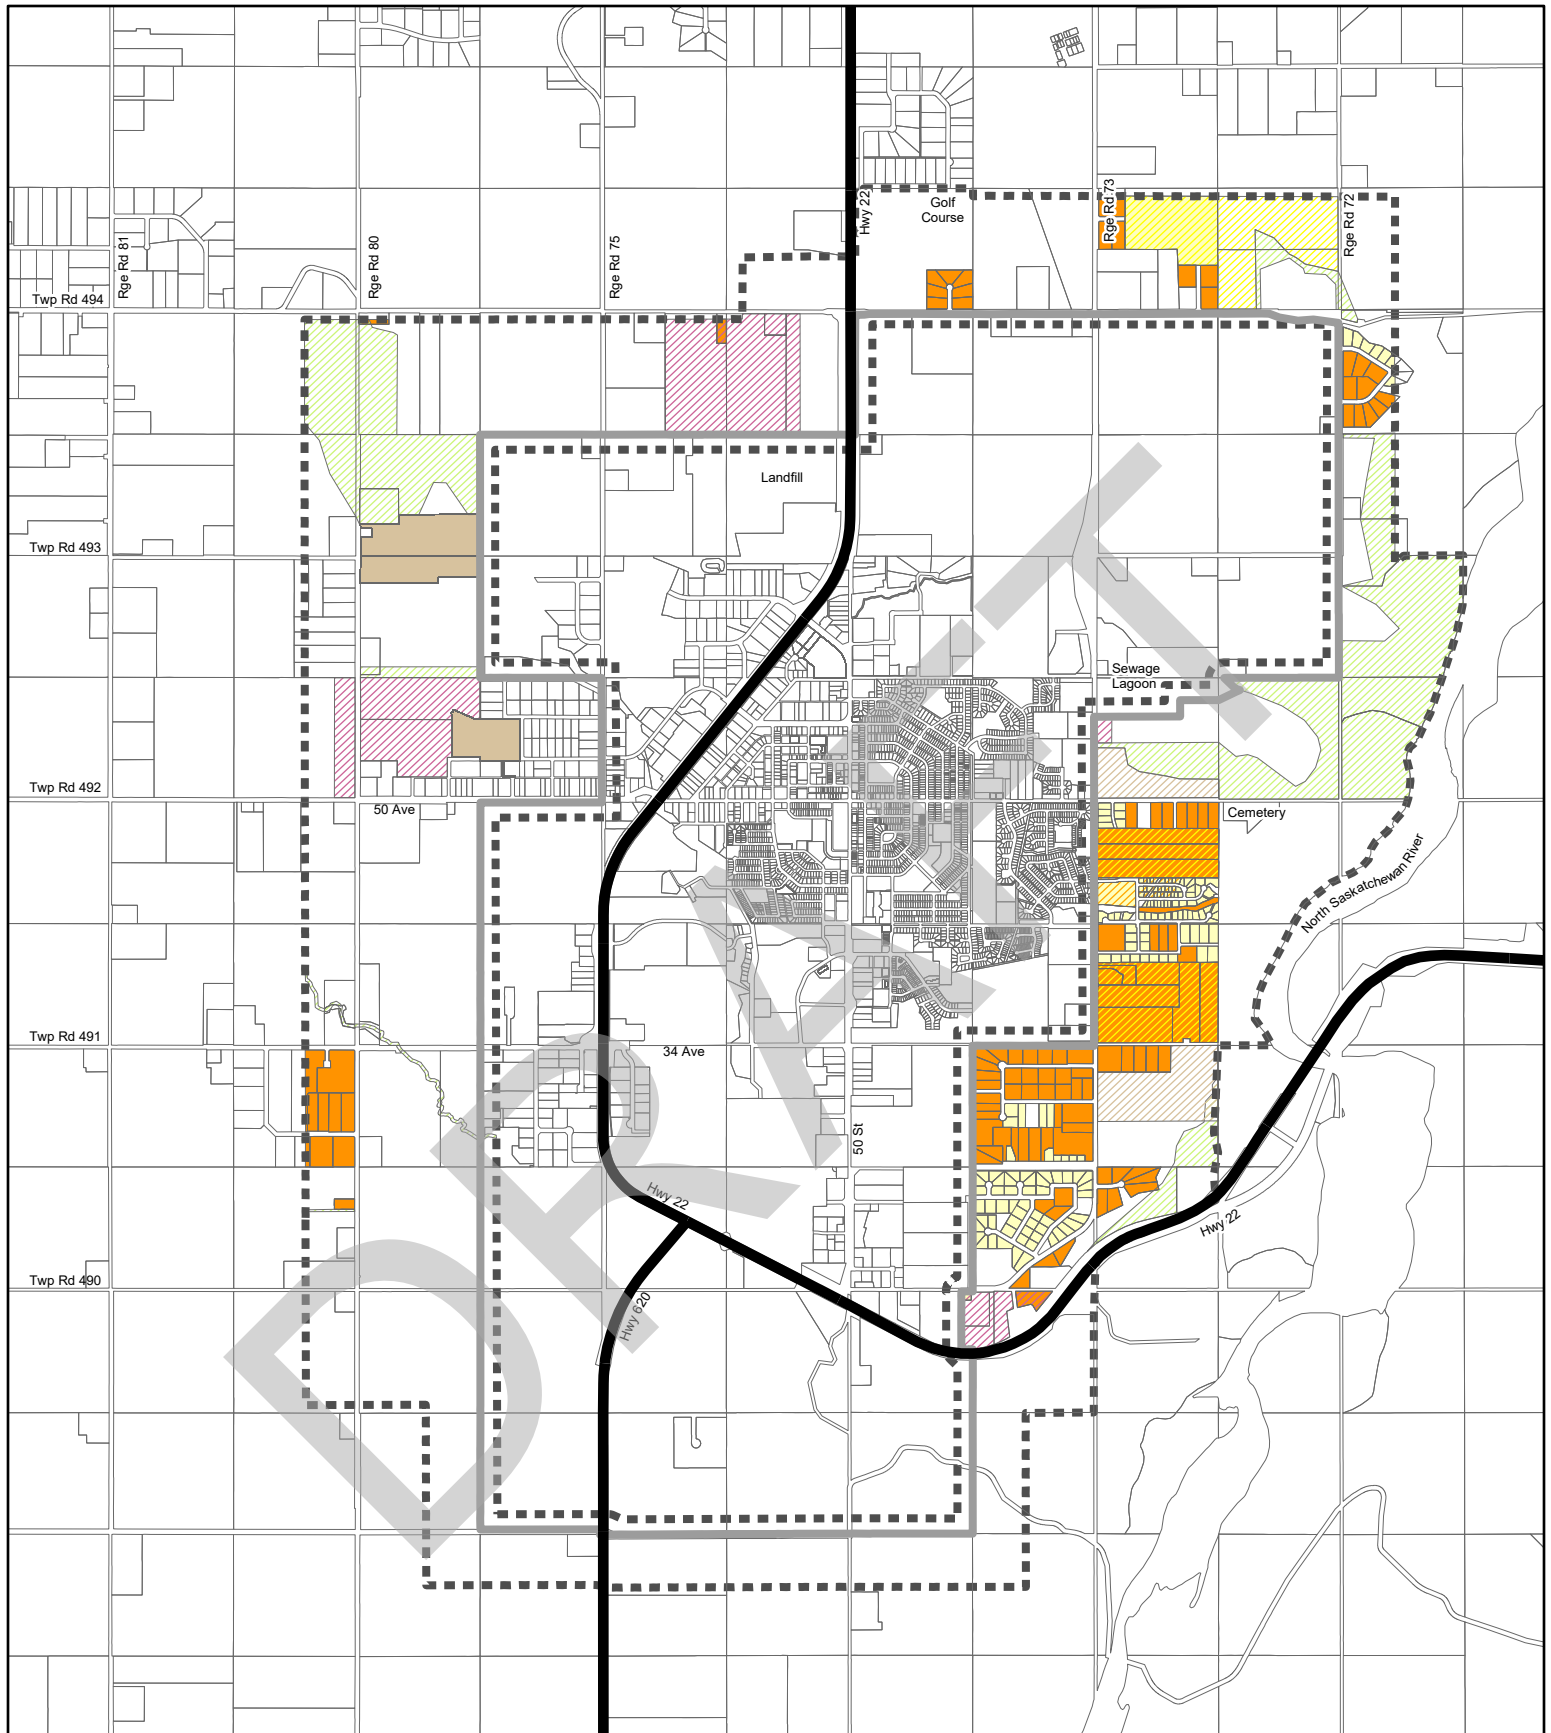 Hwy 22
Golf
Course
Rge Rd 73
Rge Rd 72
Rge Rd 81
Rge Rd 80
Rge Rd 75
Twp Rd 494
Landfill
Twp Rd 493
Sewage
Lagoon
Twp Rd 492
50 Ave
Cemetery
North Saskatchewan River
Twp Rd 491
34 Ave
50 St
Hwy 22
Hwy 22
Twp Rd 490
Hwy 620
DRAFT